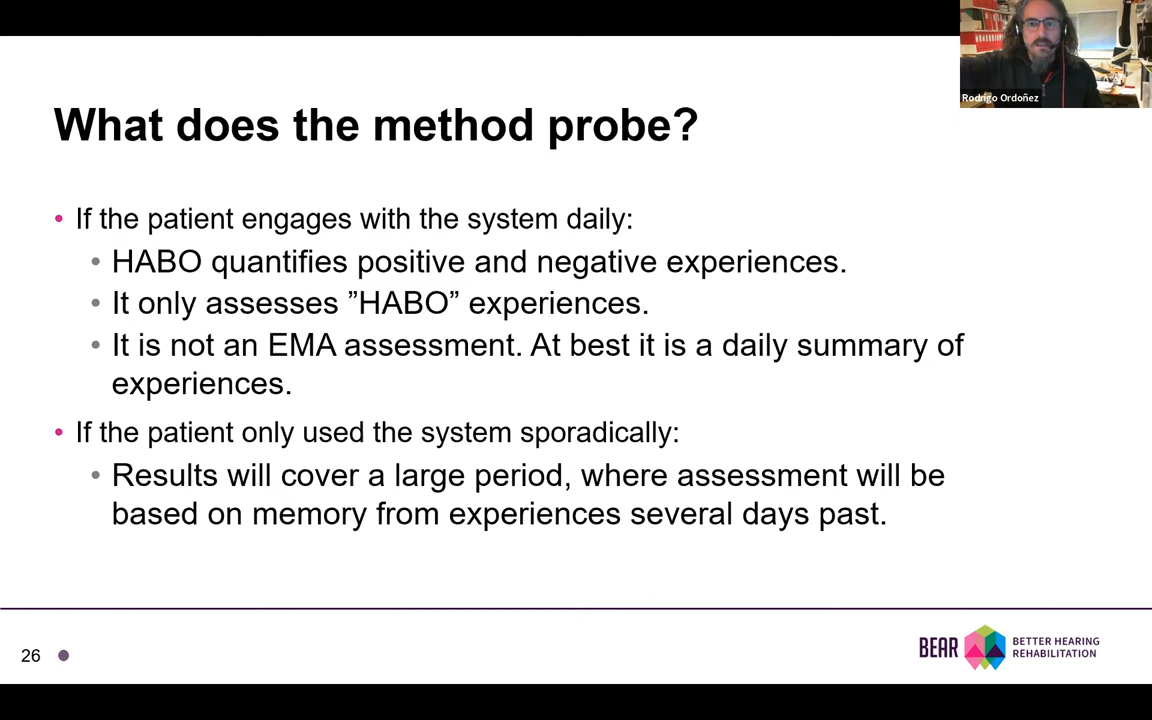 Rodrigo Ordoñez
What does the method probe?
• If the patient engages with the system daily:
• HABO quantifies positive and negative experiences.
• It only assesses ”HABO” experiences.
• It is not an EMA assessment. At best it is a daily summary of
experiences.
• If the patient only used the system sporadically:
• Results will cover a large period, where assessment will be
based on memory from experiences several days past.
26
BEAR
BETTER HEARING
REHABILITATION